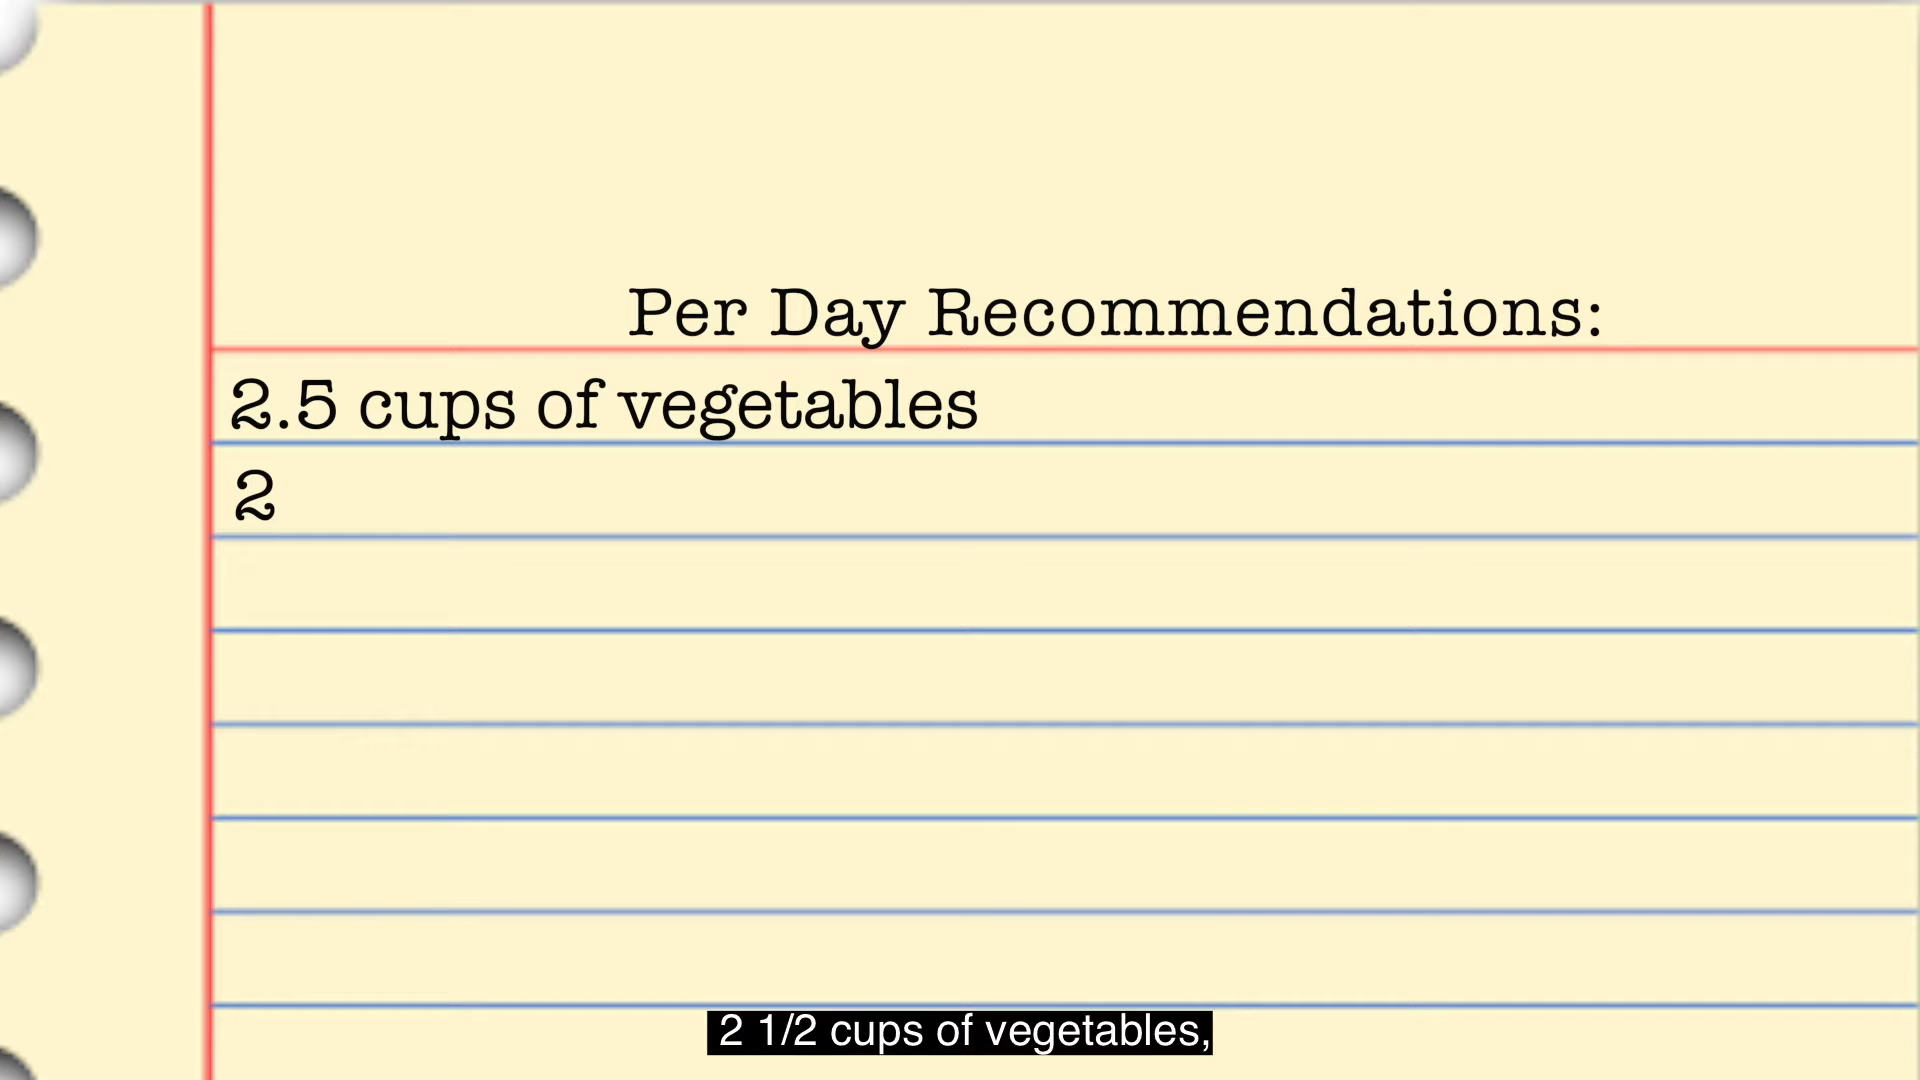 Per Day Recommendations:
2.5 cups of vegetables
2
2 1/2 cups of vegetables,